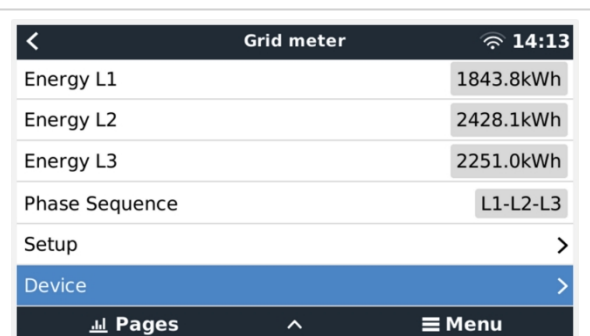 Grid meter 14:13
Energy L1 1843.8kWh
Energy L2 2428.1kWh
Energy L3 2251.0kWh
Phase Sequence L1-L2-L3
Setup
Device
Pages Menu